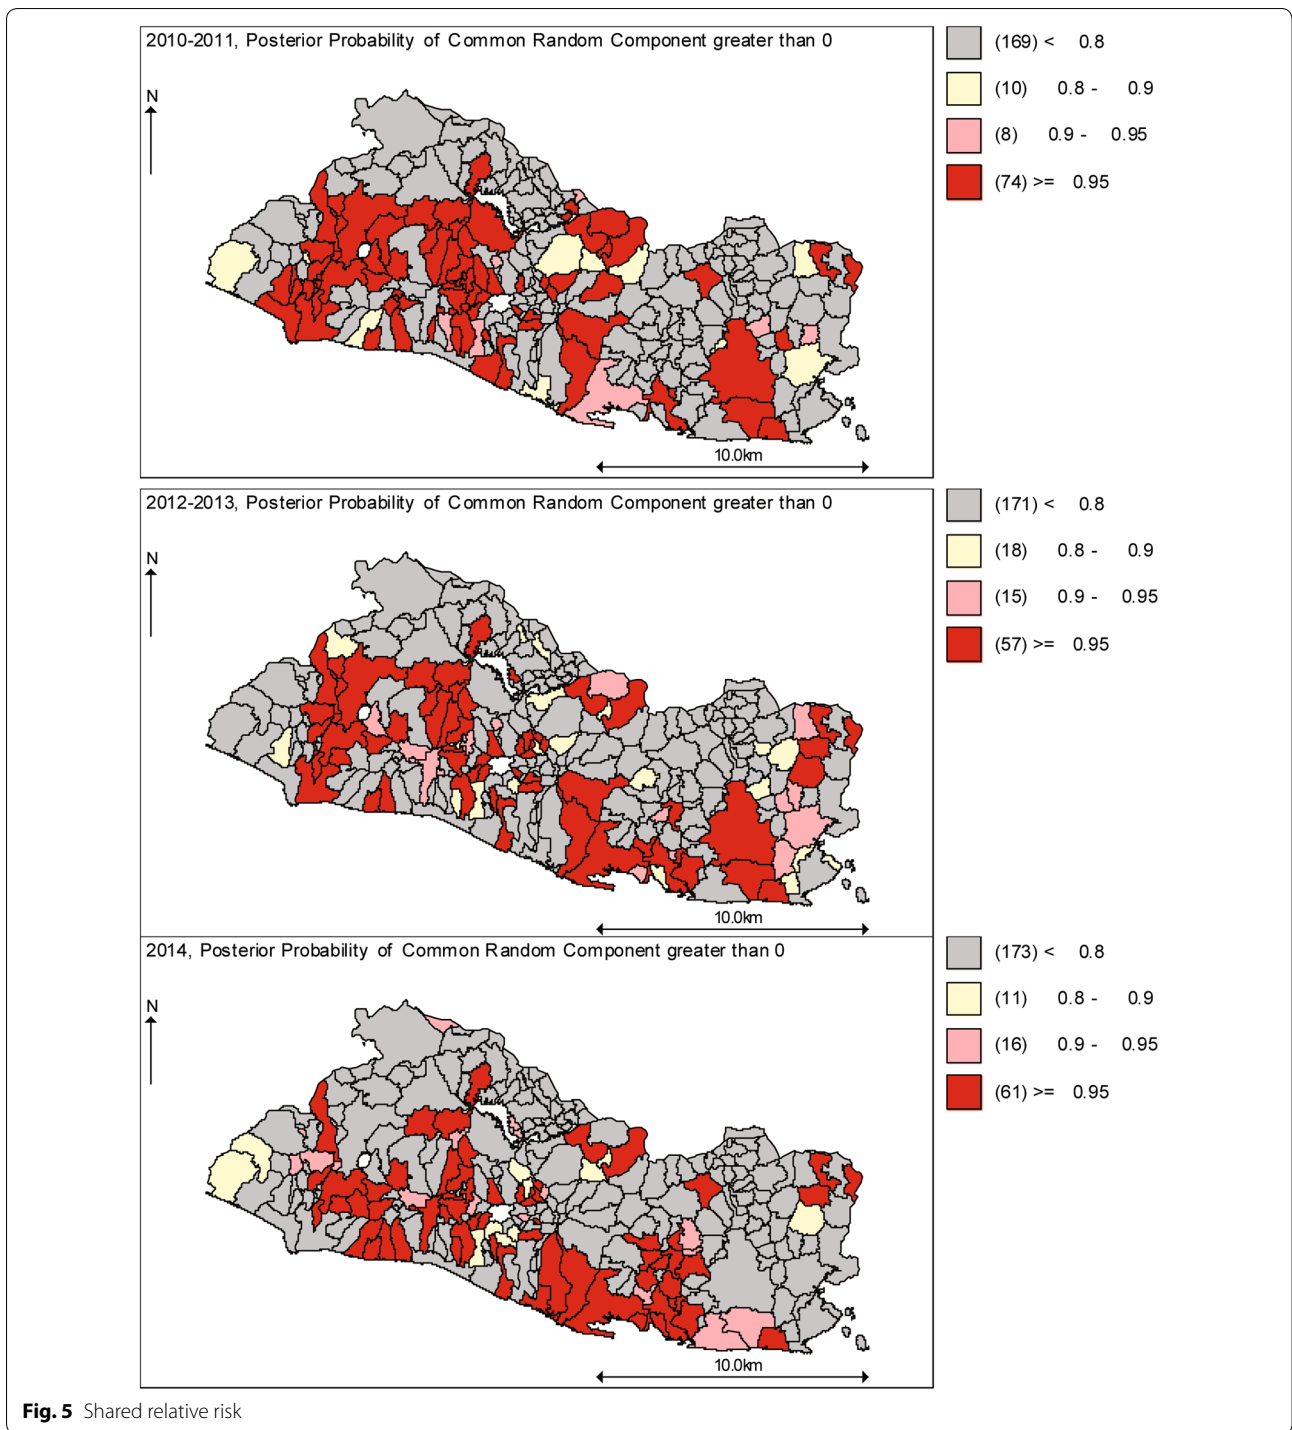 2010-2011, Posterior Probability of Common Random Component greater than 0
N
10.0km
(169) < 0.8
(10) 0.8 - 0.9
(8) 0.9 - 0.95
(74) >= 0.95
2012-2013, Posterior Probability of Common Random Component greater than 0
N
10.0km
(171) < 0.8
(18) 0.8 - 0.9
(15) 0.9 - 0.95
(57) >= 0.95
2014, Posterior Probability of Common Random Component greater than 0
N
10.0km
(173) < 0.8
(11) 0.8 - 0.9
(16) 0.9 - 0.95
(61) >= 0.95
Fig. 5 Shared relative risk